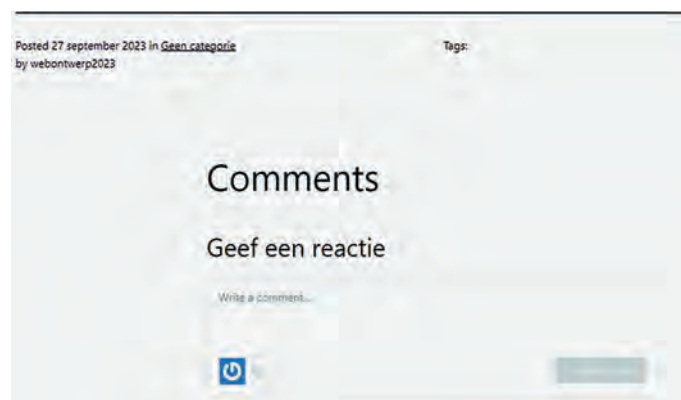 Posted 27 september 2023 in Geen categorie
by webontwerp2023
Tags:
Comments
Geef een reactie
Write a comment...